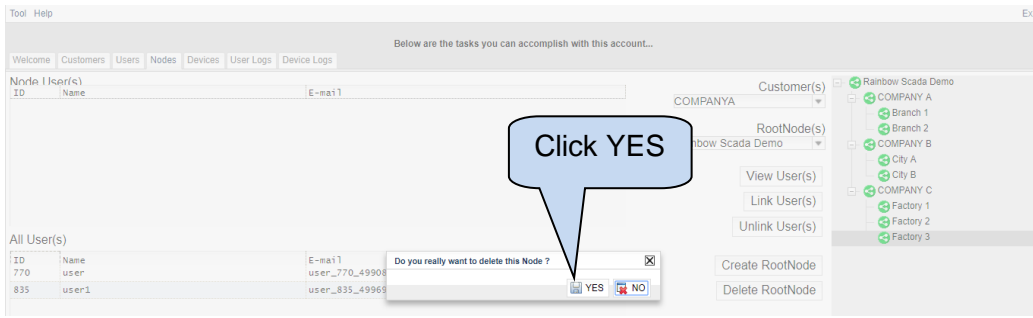 Tool Help
Ex
Below are the tasks you can accomplish with this account...
Welcome Customers Users Nodes Devices User Logs Device Logs
Node User(s)
ID Name E-mail
Customer(s)
COMPANYA
RootNode(s)
nbow Scada Demo
View User(s)
Link User(s)
Unlink User(s)
Create RootNode
Delete RootNode
All User(s)
ID Name E-mail
770 user user_770_49908
835 user1 user_835_49969
Click YES
Do you really want to delete this Node ?
YES NO
Rainbow Scada Demo
COMPANY A
Branch 1
Branch 2
COMPANY B
City A
City B
COMPANY C
Factory 1
Factory 2
Factory 3